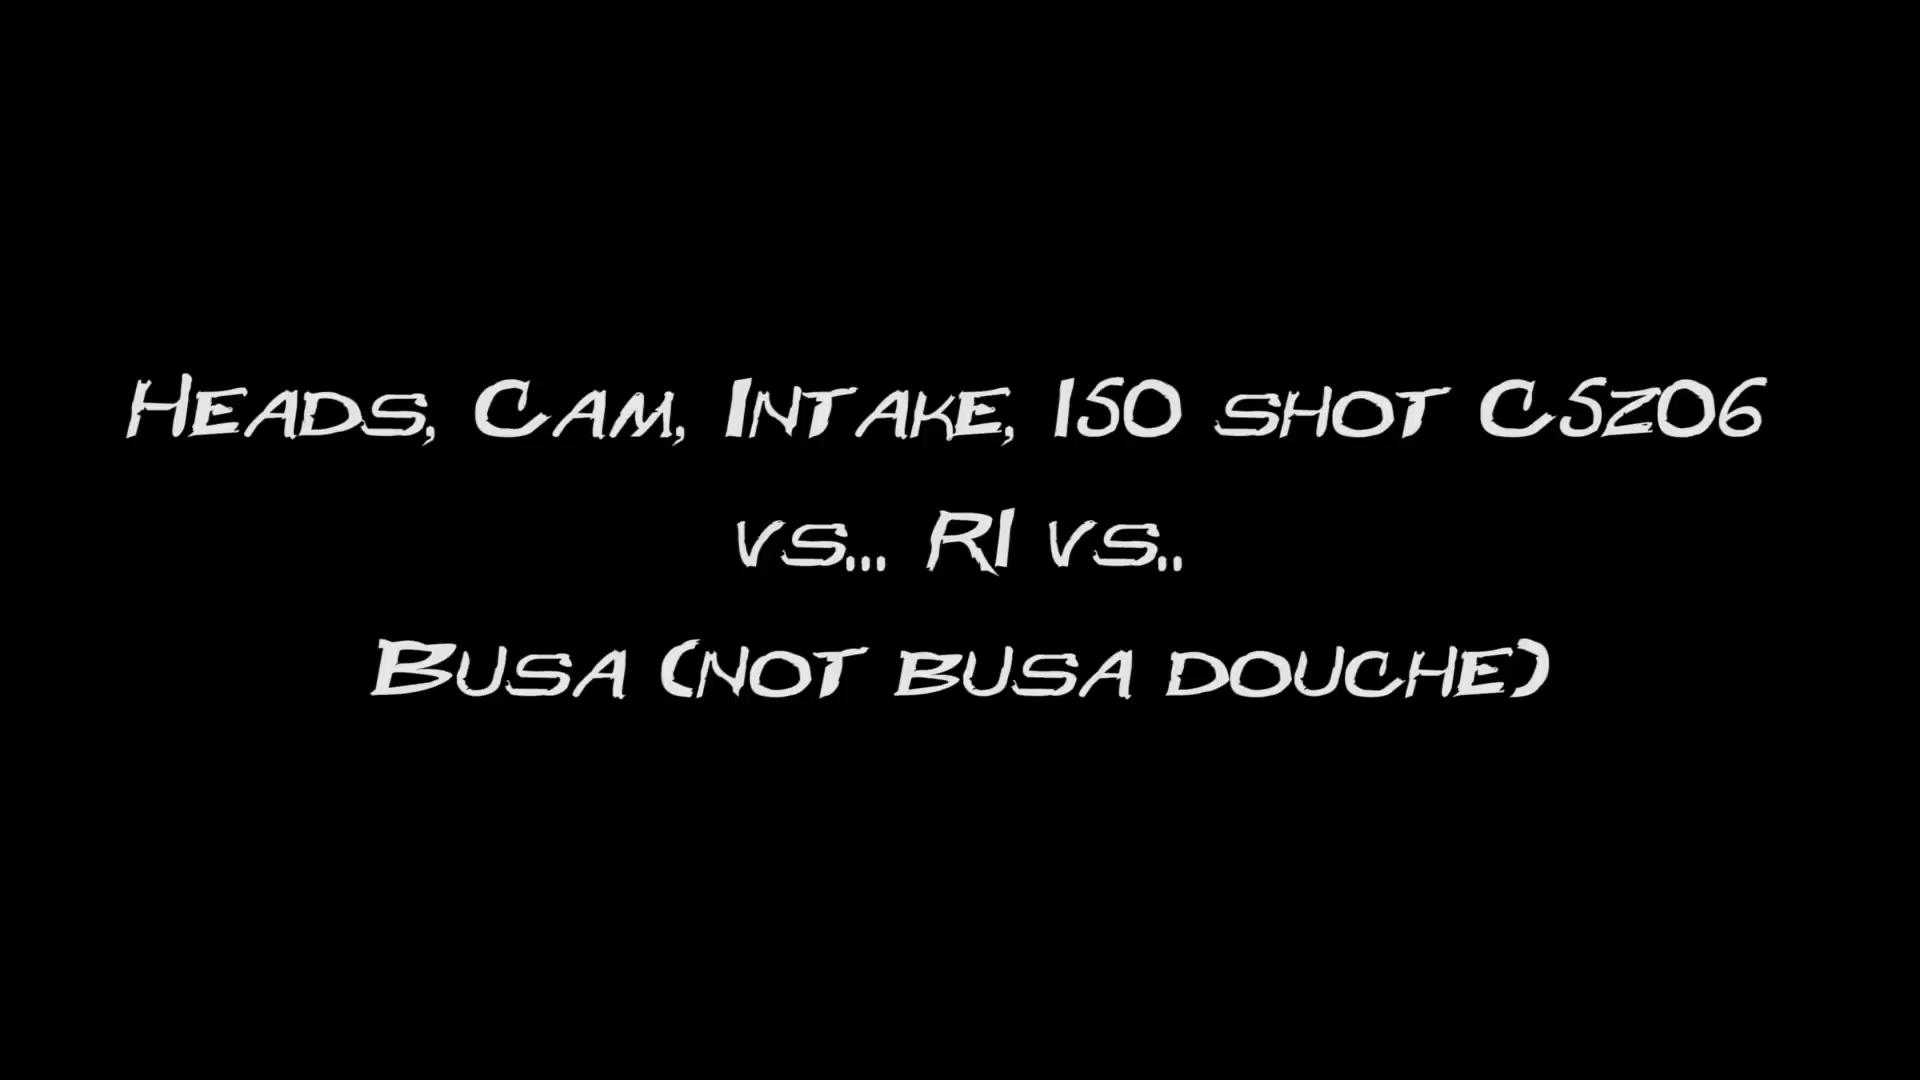 Heads, Cam, Intake, 150 shot C5z06
vs... R1 vs..
Busa (not busa douche)